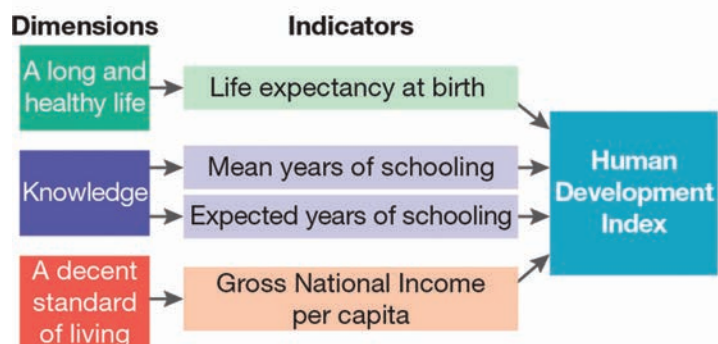 Dimensions
Indicators
A long and
healthy life
Life expectancy at birth
Knowledge
Mean years of schooling
Expected years of schooling
A decent
standard
of living
Gross National Income
per capita
Human
Development
Index